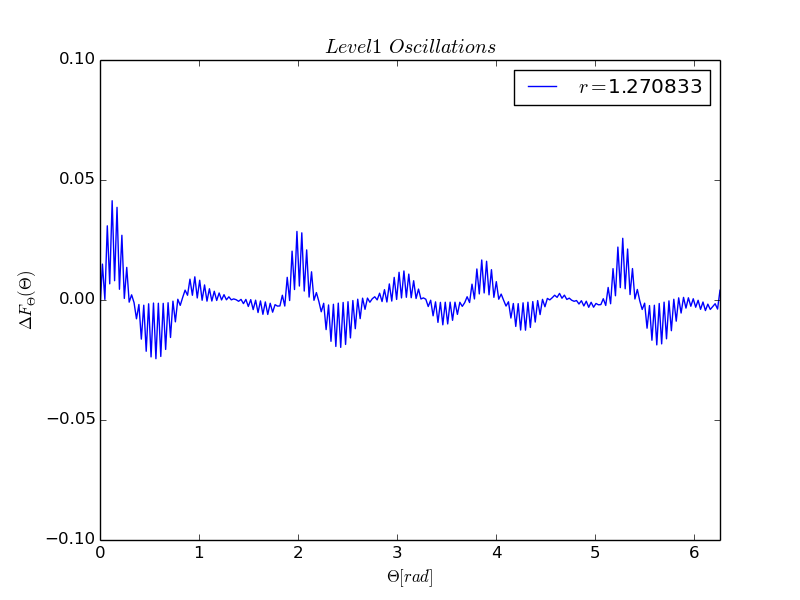 Level1 Oscillations
r=1.270833
0.10
0.05
0.00
−0.05
−0.10
ΔF_Θ(Θ)
0 1 2 3 4 5 6
Θ[rad]